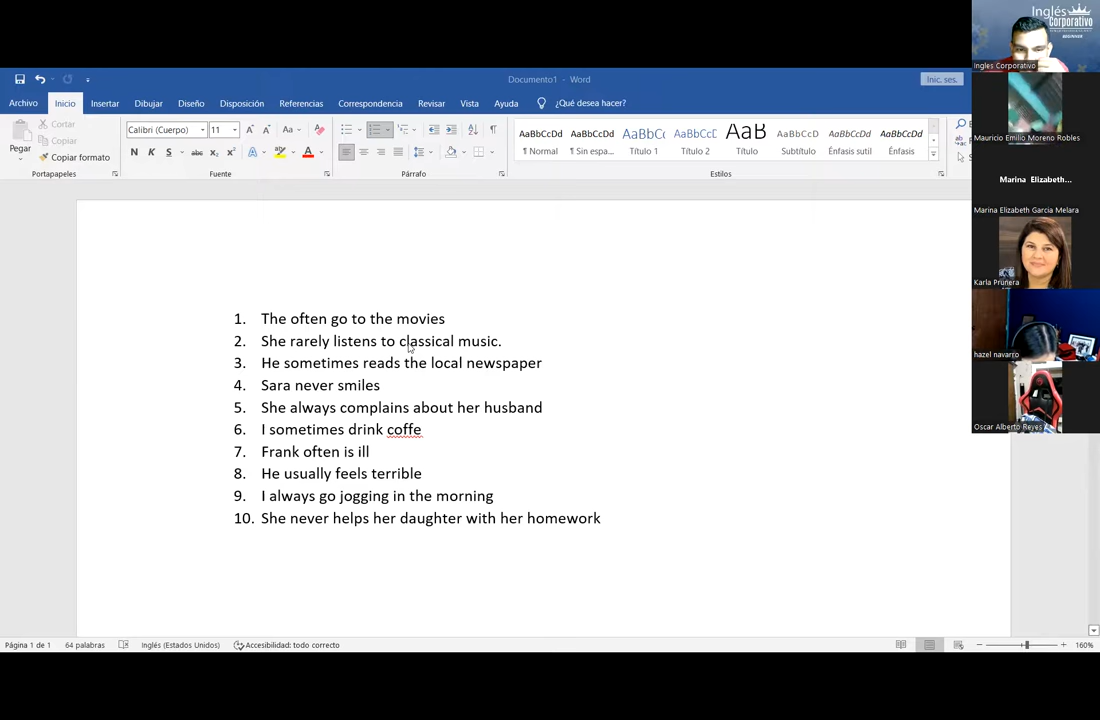 Inglés
Corporativo
BEGINNER
Ingles Corporativo
Documento1 - Word
Inic. ses.
Archivo Inicio Insertar Dibujar Diseño Disposición Referencias Correspondencia Revisar Vista Ayuda ¿Qué desea hacer?
Pegar
Cortar
Copiar
Copiar formato
Calibri (Cuerpo) 11
Aa
N K S abc x₂ x² A A
AaBbCcDd AaBbCcDd AaBbCc AaBbCcE AaB AaBbCcD AaBbCcDd AaBbCcDd
¶ Normal ¶ Sin espa... Título 1 Título 2 Título Subtítulo Énfasis sutil Énfasis
Portapapeles Fuente Párrafo Estilos
Mauricio Emilio Moreno Robles
Marina Elizabeth...
Marina Elizabeth Garcia Melara
Karla Prunera
hazel navarro
Oscar Alberto Reyes
1. The often go to the movies
2. She rarely listens to classical music.
3. He sometimes reads the local newspaper
4. Sara never smiles
5. She always complains about her husband
6. I sometimes drink coffe
7. Frank often is ill
8. He usually feels terrible
9. I always go jogging in the morning
10. She never helps her daughter with her homework
Página 1 de 1 64 palabras Inglés (Estados Unidos) Accesibilidad: todo correcto 160%